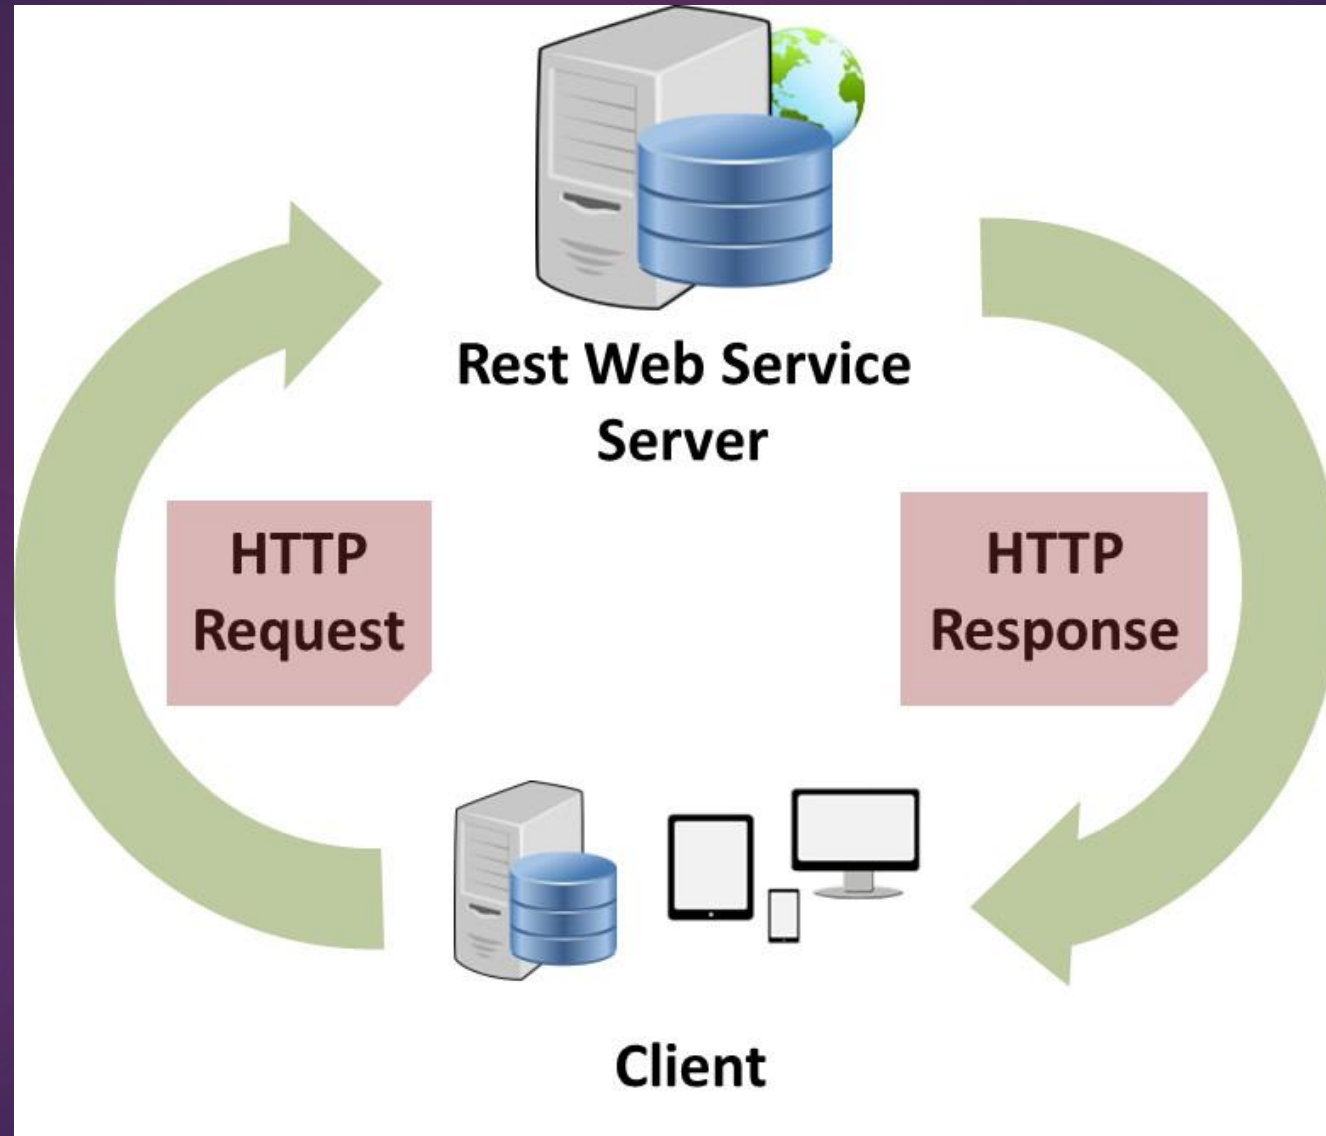 Rest Web Service
Server
HTTP
Request
HTTP
Response
Client